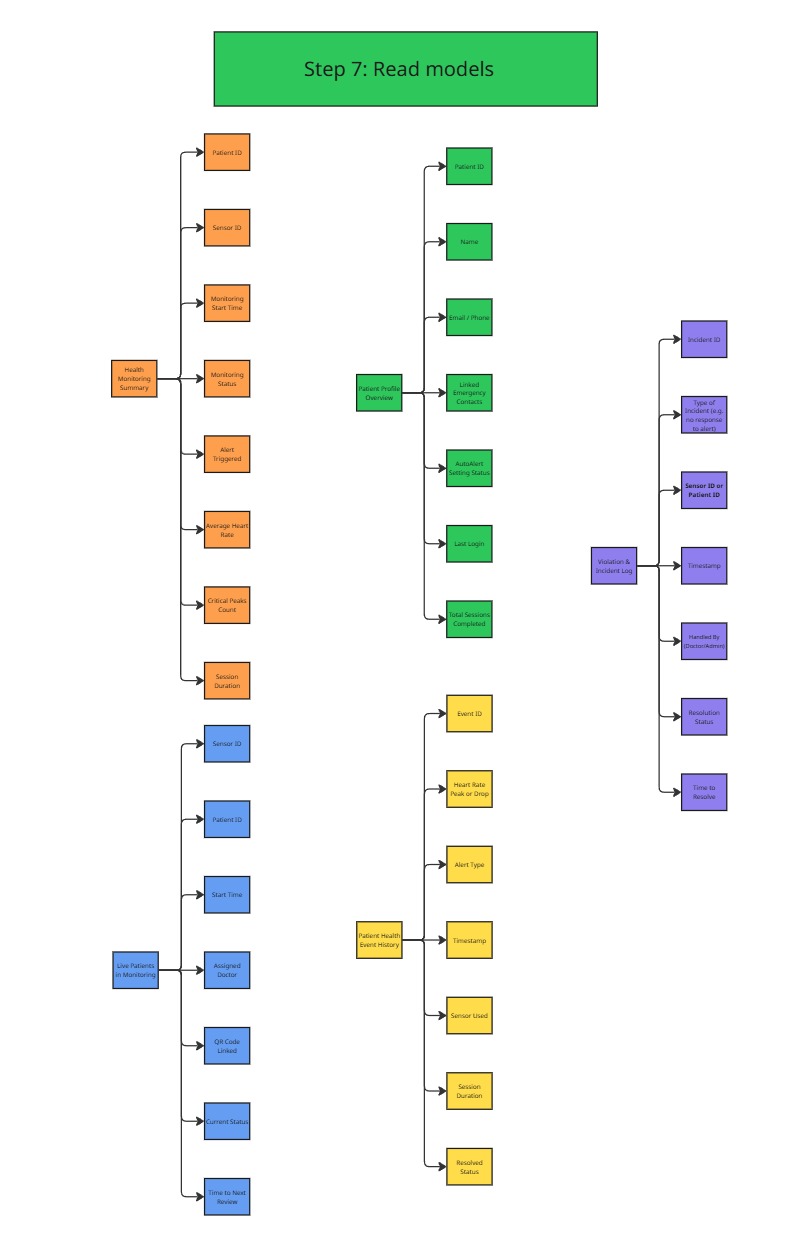 Step 7: Read models
Patient ID
Sensor ID
Monitoring
Start Time
Health
Monitoring
Summary
Monitoring
Status
Alert
Triggered
Average Heart
Rate
Critical Peaks
Count
Session
Duration
Sensor ID
Patient ID
Start Time
Live Patients
in Monitoring
Assigned
Doctor
QR Code
Linked
Current Status
Time to Next
Review
Patient ID
Name
Email / Phone
Patient Profile
Overview
Linked
Emergency
Contacts
AutoAlert
Setting Status
Last Login
Total Sessions
Completed
Event ID
Heart Rate
Peak or Drop
Alert Type
Patient Health
Event History
Timestamp
Sensor Used
Session
Duration
Resolved
Status
Incident ID
Type of
Incident (e.g.
no response
to alert)
Sensor ID or
Patient ID
Violation &
Incident Log
Timestamp
Handled By
(Doctor/Admin)
Resolution
Status
Time to
Resolve